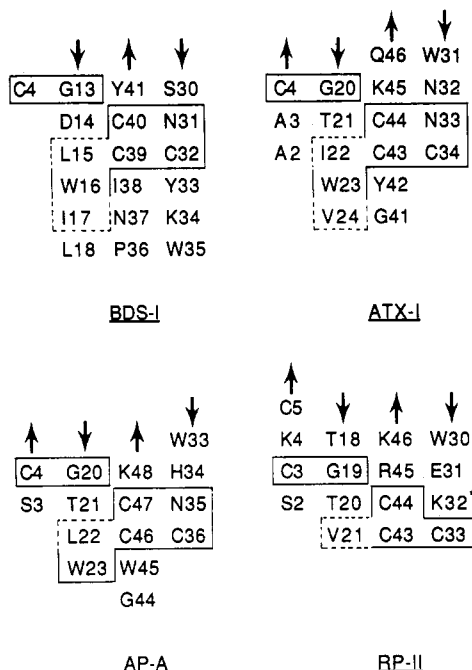 C4 G13 Y41 S30
D14 C40 N31
L15 C39 C32
W16 I38 Y33
I17 N37 K34
L18 P36 W35
BDS-I
Q46 W31
C4 G20 K45 N32
A3 T21 C44 N33
A2 I22 C43 C34
W23 Y42
V24 G41
ATX-I
W33
C4 G20 K48 H34
S3 T21 C47 N35
L22 C46 C36
W23 W45
G44
AP-A
C5
K4 T18 K46 W30
C3 G19 R45 E31
S2 T20 C44 K32*
V21 C43 C33
RP-II